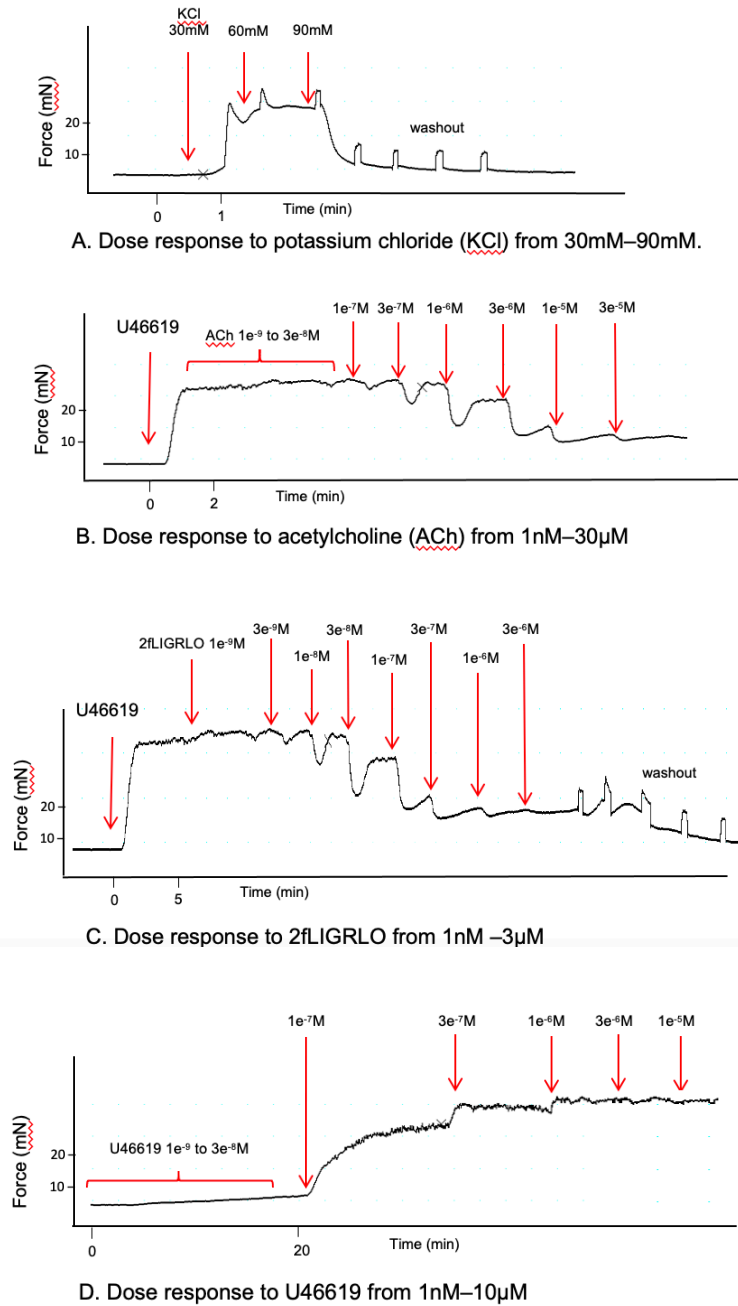 KCl
30mM 60mM 90mM
Force (mN)
20
10
washout
0 1 Time (min)
A. Dose response to potassium chloride (KCl) from 30mM–90mM.
1e⁻⁷M 3e⁻⁷M 1e⁻⁶M 3e⁻⁶M 1e⁻⁵M 3e⁻⁵M
U46619
ACh 1e⁻⁹ to 3e⁻⁸M
Force (mN)
20
10
0 2 Time (min)
B. Dose response to acetylcholine (ACh) from 1nM–30µM
3e⁻⁹M 3e⁻⁸M 3e⁻⁷M 3e⁻⁶M
2fLIGRLO 1e⁻⁹M
1e⁻⁸M 1e⁻⁷M 1e⁻⁶M
U46619
washout
Force (mN)
20
10
0 5 Time (min)
C. Dose response to 2fLIGRLO from 1nM –3µM
1e⁻⁷M 3e⁻⁷M 1e⁻⁶M 3e⁻⁶M 1e⁻⁵M
Force (mN)
U46619 1e⁻⁹ to 3e⁻⁸M
20
10
0 20 Time (min)
D. Dose response to U46619 from 1nM–10µM